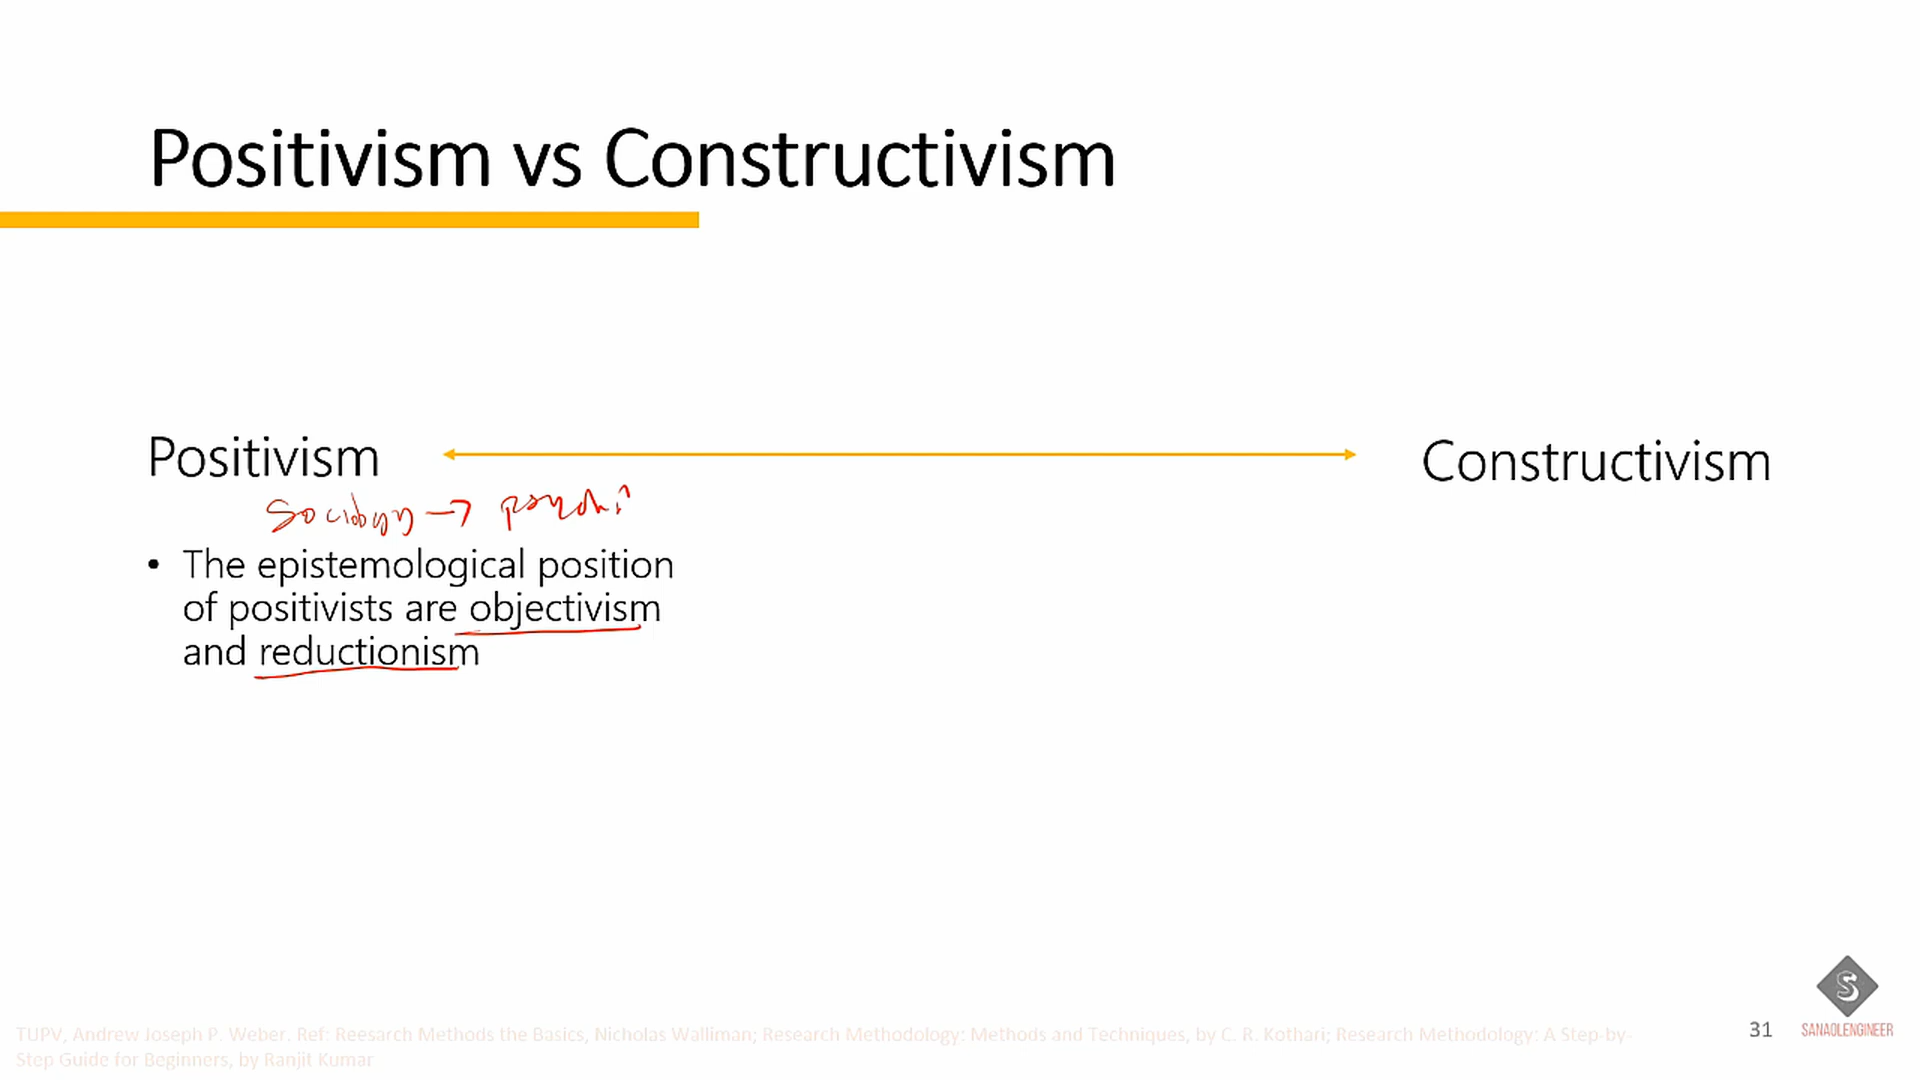 Positivism vs Constructivism
Positivism
Constructivism
Sociology →
• The epistemological position
of positivists are objectivism
and reductionism
S
TUPV, Andrew Joseph P. Weber. Ref: Reesarch Methods the Basics, Nicholas Walliman; Research Methodology: Methods and Techniques, by C. R. Kothari; Research Methodology: A Step-by-
Step Guide for Beginners, by Ranjit Kumar
31
SANAOLENGINEER